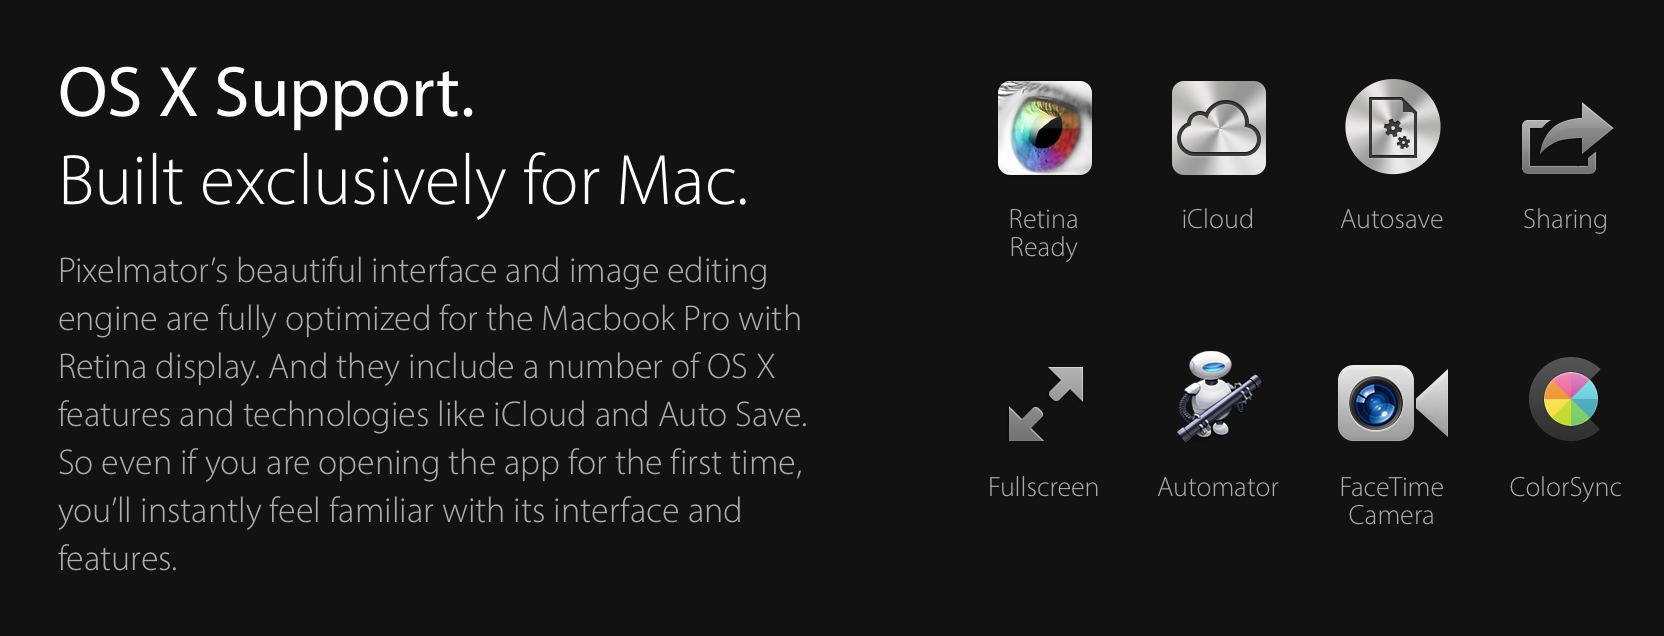 OS X Support.
Built exclusively for Mac.
Pixelmator’s beautiful interface and image editing
engine are fully optimized for the Macbook Pro with
Retina display. And they include a number of OS X
features and technologies like iCloud and Auto Save.
So even if you are opening the app for the first time,
you’ll instantly feel familiar with its interface and
features.
Retina
Ready
iCloud
Autosave
Sharing
Fullscreen
Automator
FaceTime
Camera
ColorSync